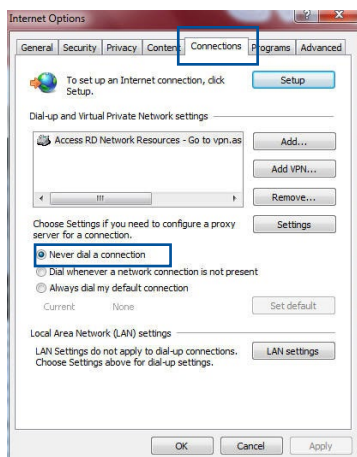 Internet Options
General Security Privacy Content Connections Programs Advanced
To set up an Internet connection, click
Setup.
Setup
Dial-up and Virtual Private Network settings
Access RD Network Resources - Go to vpn.as
Add...
Add VPN...
Remove...
Choose Settings if you need to configure a proxy
server for a connection.
Settings
Never dial a connection
Dial whenever a network connection is not present
Always dial my default connection
Current None
Set default
Local Area Network (LAN) settings
LAN Settings do not apply to dial-up connections.
Choose Settings above for dial-up settings.
LAN settings
OK Cancel Apply